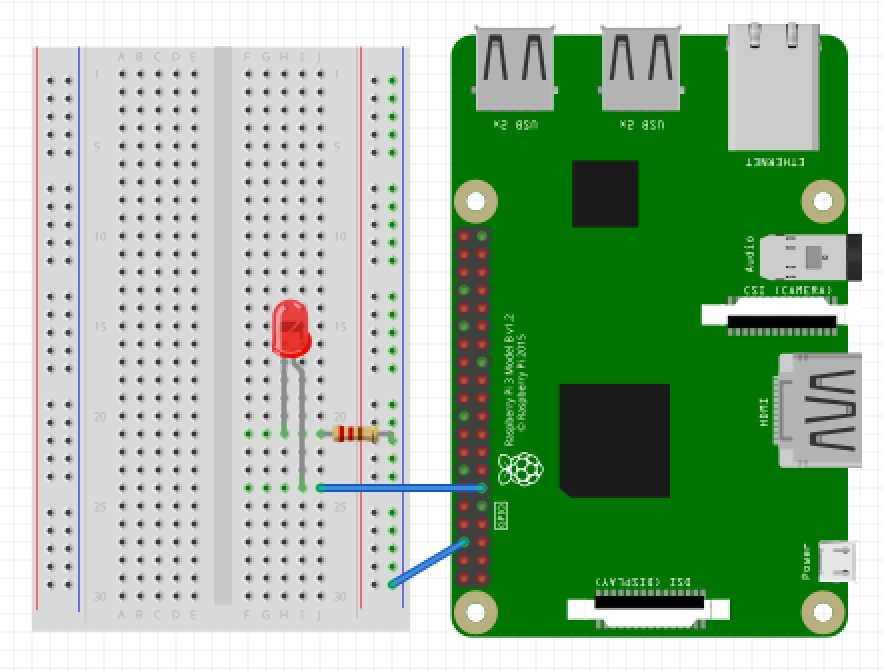 A B C D E F G H I J
1 1
5 5
10 10
15 15
20 20
25 25
30 30
A B C D E F G H I J
USB 2x
USB 2x
ETHERNET
Audio
CSI (CAMERA)
Raspberry Pi 3 Model B v1.2
© Raspberry Pi 2015
HDMI
GPIO
Power
DSI (DISPLAY)